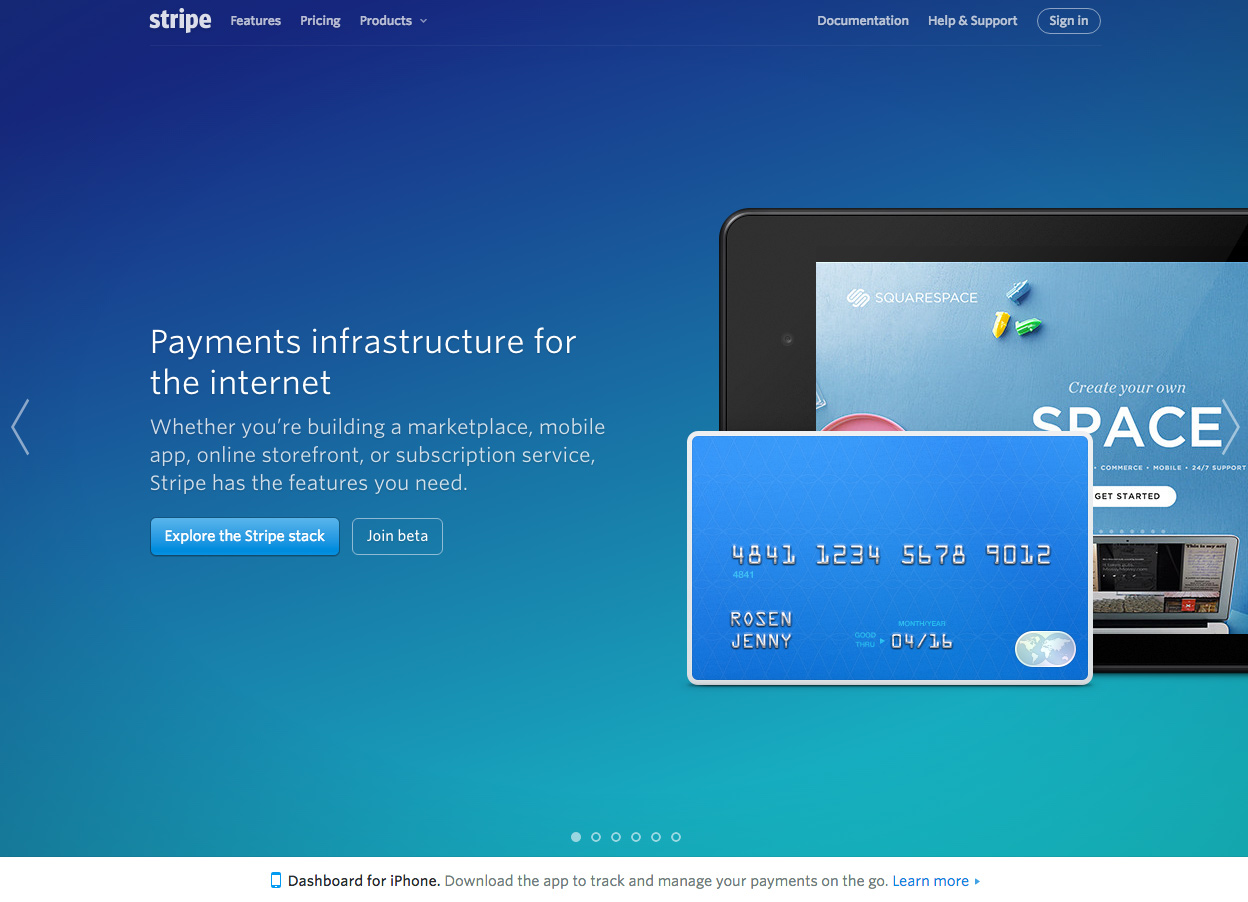 stripe Features Pricing Products Documentation Help & Support Sign in
SQUARESPACE
Create your own
SPACE
• COMMERCE • MOBILE • 24/7 SUPPORT
GET STARTED
Payments infrastructure for
the internet
Whether you’re building a marketplace, mobile
app, online storefront, or subscription service,
Stripe has the features you need.
Explore the Stripe stack Join beta
4841 1234 5678 9012
4841
ROSEN
JENNY
MONTH/YEAR
GOOD
THRU
04/16
This is my
Dashboard for iPhone. Download the app to track and manage your payments on the go. Learn more